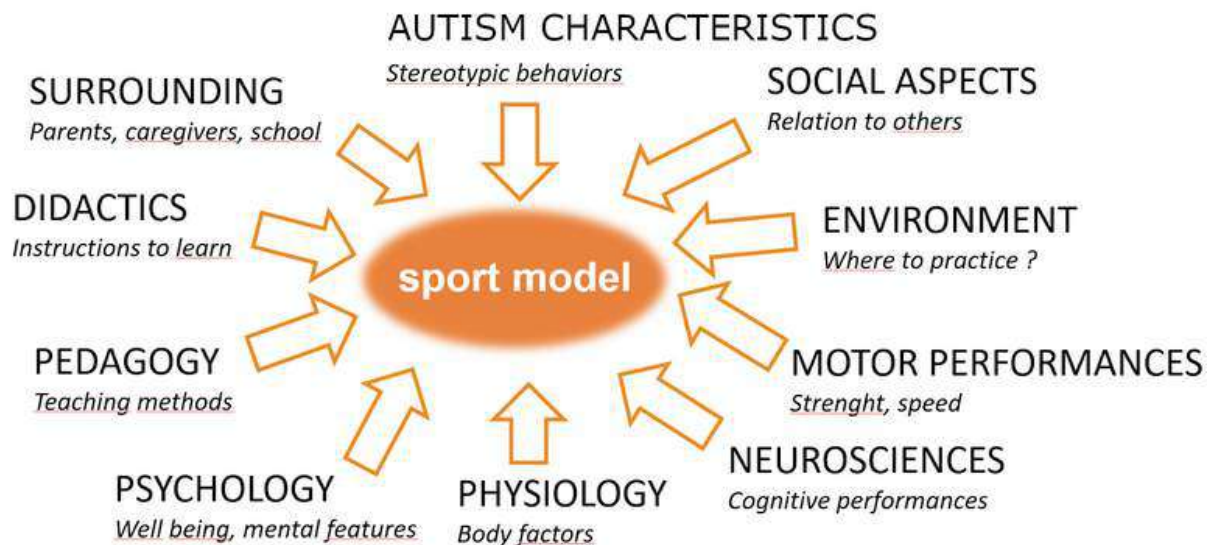 AUTISM CHARACTERISTICS
Stereotypic behaviors
SURROUNDING
Parents, caregivers, school
SOCIAL ASPECTS
Relation to others
DIDACTICS
Instructions to learn
ENVIRONMENT
Where to practice ?
sport model
PEDAGOGY
Teaching methods
MOTOR PERFORMANCES
Strenght, speed
PSYCHOLOGY
Well being, mental features
PHYSIOLOGY
Body factors
NEUROSCIENCES
Cognitive performances